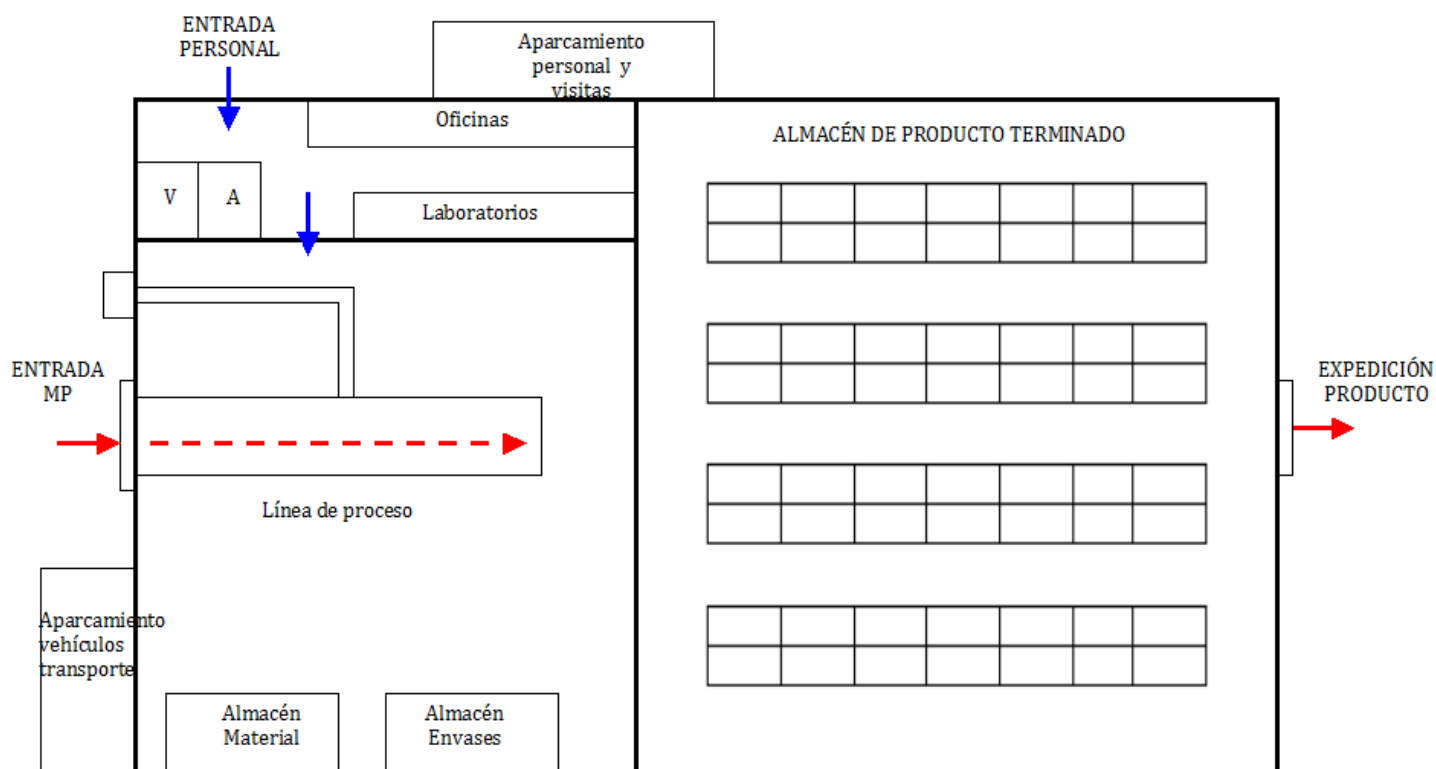 ENTRADA
PERSONAL
Aparcamiento
personal y
visitas
Oficinas
ALMACÉN DE PRODUCTO TERMINADO
V
A
Laboratorios
ENTRADA
MP
EXPEDICIÓN
PRODUCTO
Línea de proceso
Aparcamiento
vehículos
transporte
Almacén
Material
Almacén
Envases